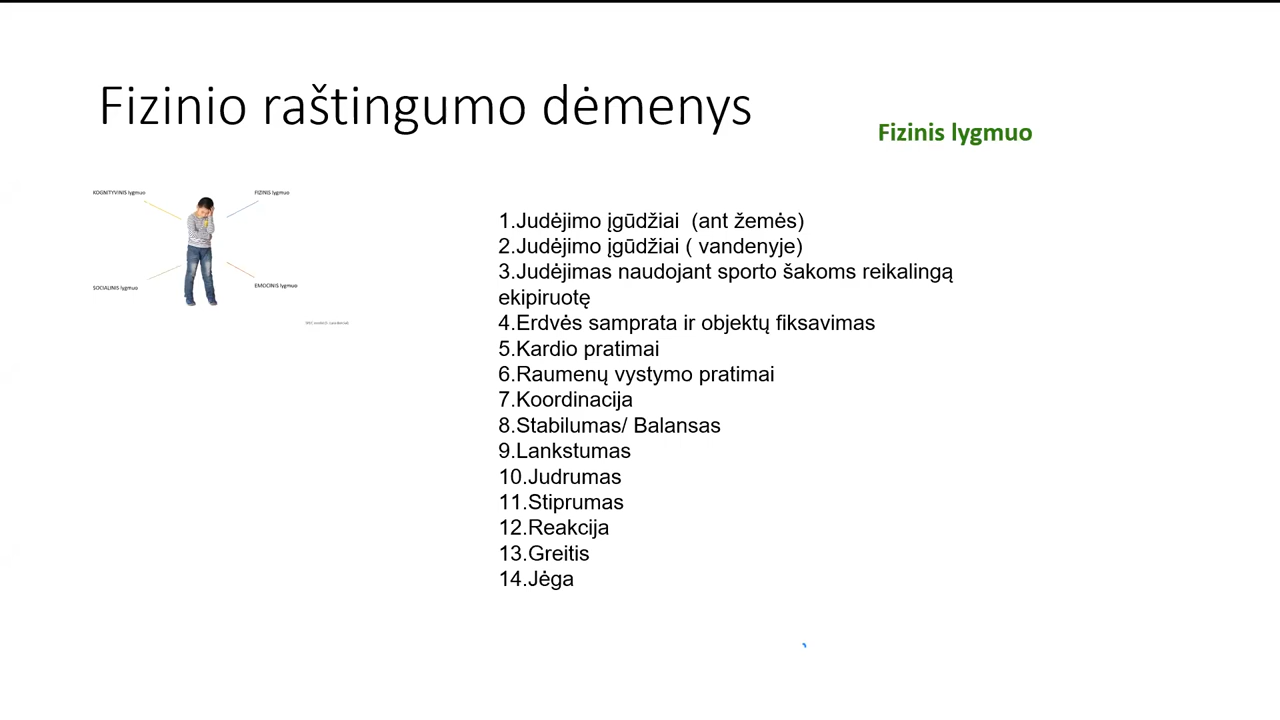 Fizinio raštingumo dėmenys
Fizinis lygmuo
KOGNITYVINIS lygmuo
FIZINIS lygmuo
SOCIALINIS lygmuo
EMOCINIS lygmuo
1.Judėjimo įgūdžiai  (ant žemės)
2.Judėjimo įgūdžiai ( vandenyje)
3.Judėjimas naudojant sporto šakoms reikalingą
ekipiruotę
4.Erdvės samprata ir objektų fiksavimas
5.Kardio pratimai
6.Raumenų vystymo pratimai
7.Koordinacija
8.Stabilumas/ Balansas
9.Lankstumas
10.Judrumas
11.Stiprumas
12.Reakcija
13.Greitis
14.Jėga